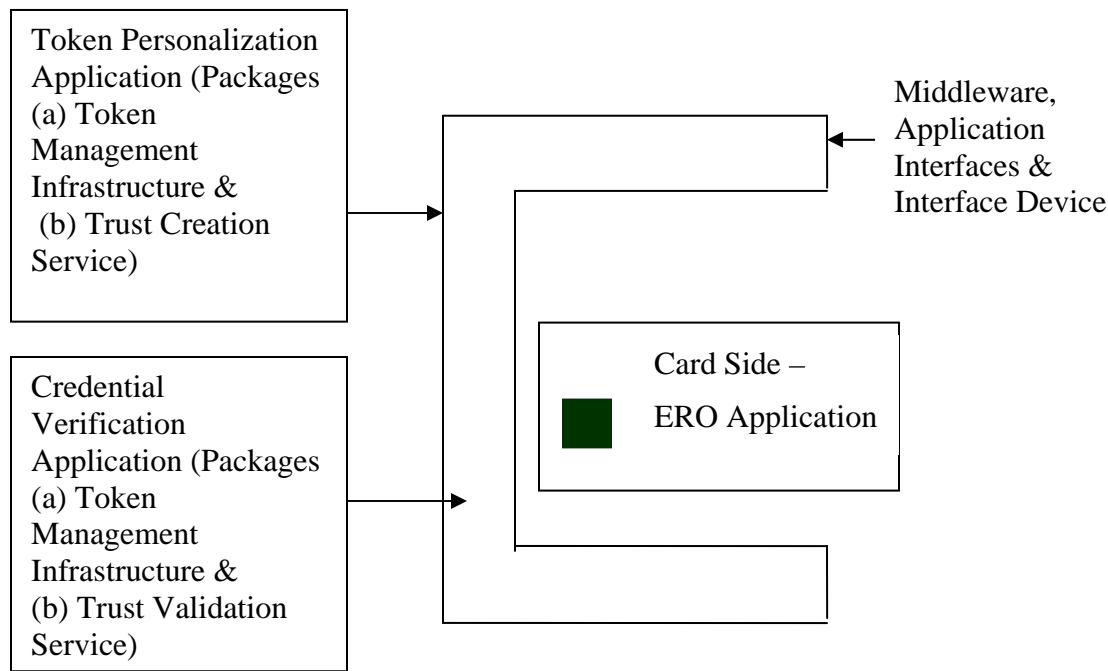 Token Personalization
Application (Packages
(a) Token
Management
Infrastructure &
(b) Trust Creation
Service)
Middleware,
Application
Interfaces &
Interface Device
Card Side –
ERO Application
Credential
Verification
Application (Packages
(a) Token
Management
Infrastructure &
(b) Trust Validation
Service)